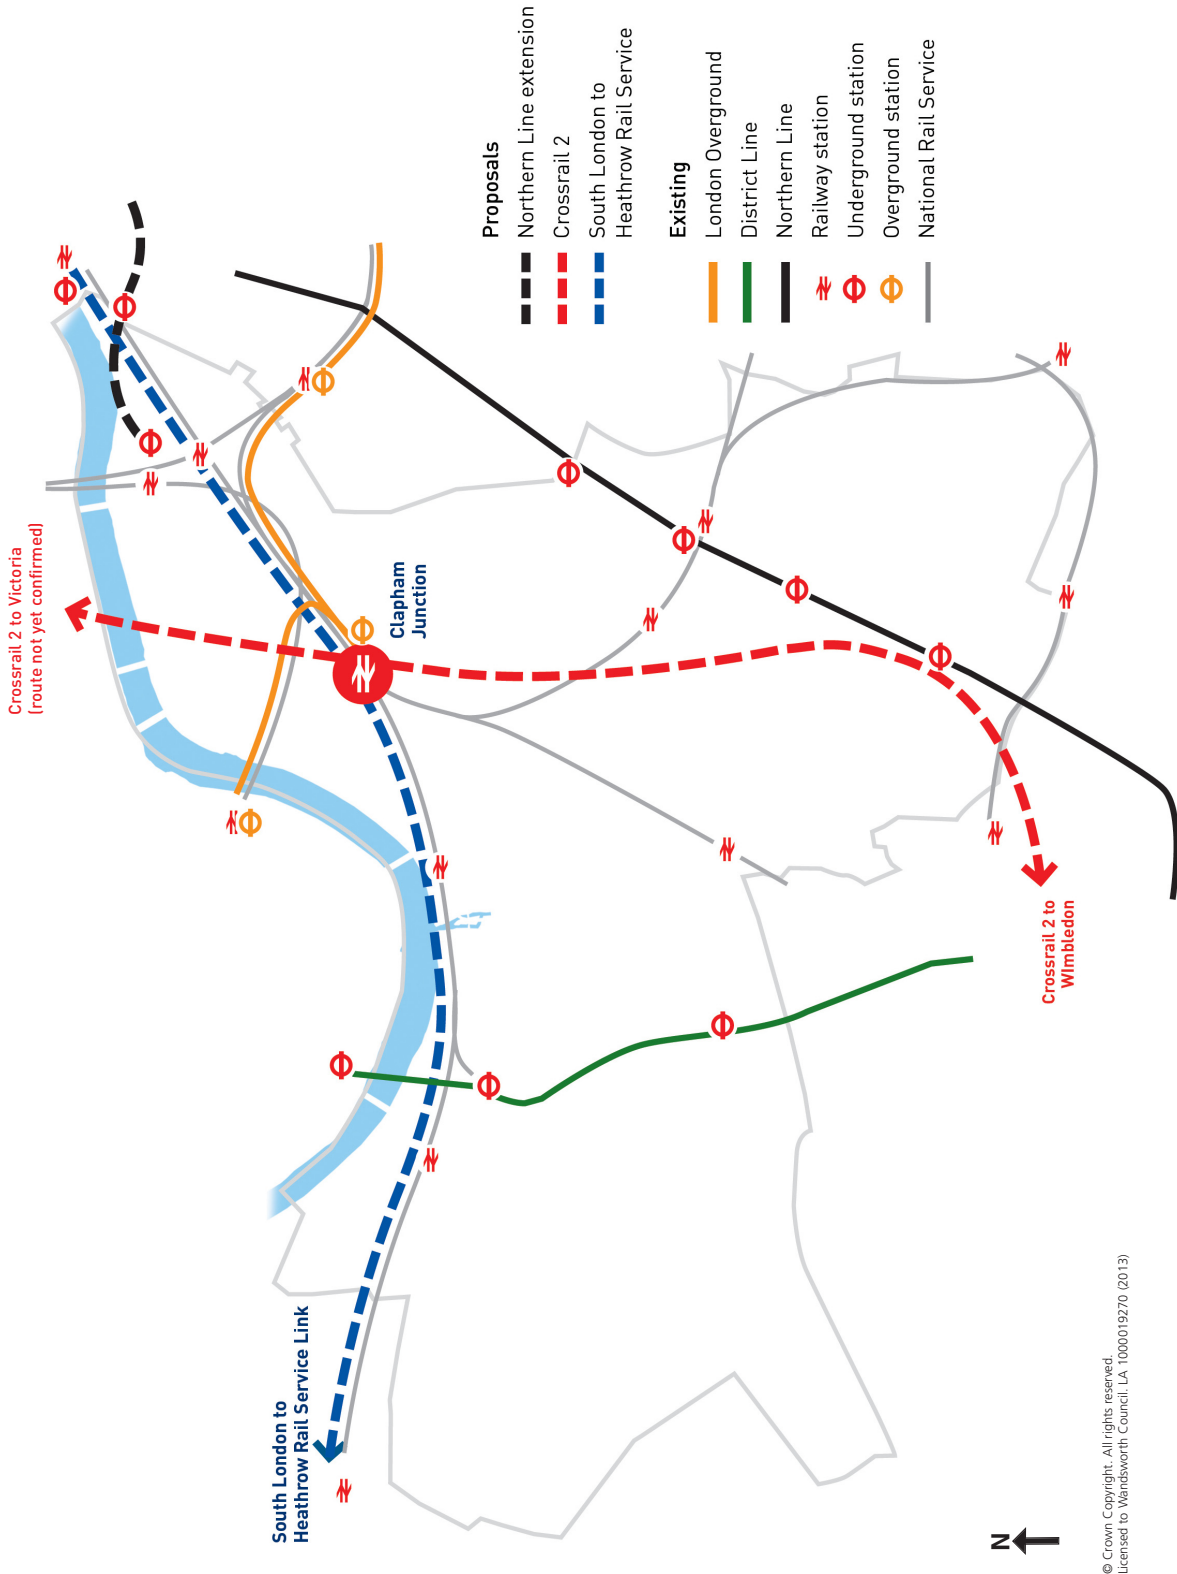 Crossrail 2 to Victoria
(route not yet confirmed)
Clapham
Junction
South London to
Heathrow Rail Service Link
Crossrail 2 to
WImbledon
Proposals
Northern Line extension
Crossrail 2
South London to
Heathrow Rail Service
Existing
London Overground
District Line
Northern Line
Railway station
Underground station
Overground station
National Rail Service
N
© Crown Copyright. All rights reserved.
Licensed to Wandsworth Council. LA 1000019270 (2013)